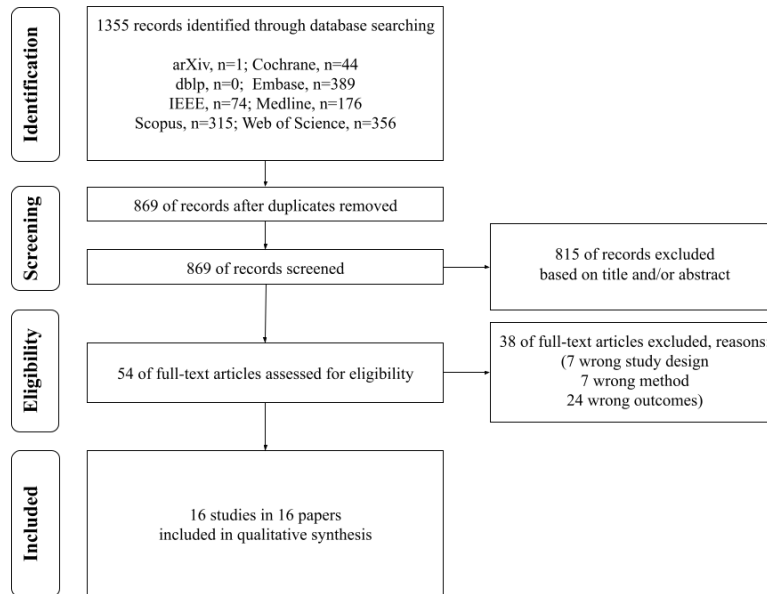 Identification
1355 records identified through database searching
arXiv, n=1; Cochrane, n=44
dblp, n=0; Embase, n=389
IEEE, n=74; Medline, n=176
Scopus, n=315; Web of Science, n=356
Screening
869 of records after duplicates removed
869 of records screened
815 of records excluded
based on title and/or abstract
Eligibility
54 of full-text articles assessed for eligibility
38 of full-text articles excluded, reasons
(7 wrong study design
7 wrong method
24 wrong outcomes)
Included
16 studies in 16 papers
included in qualitative synthesis